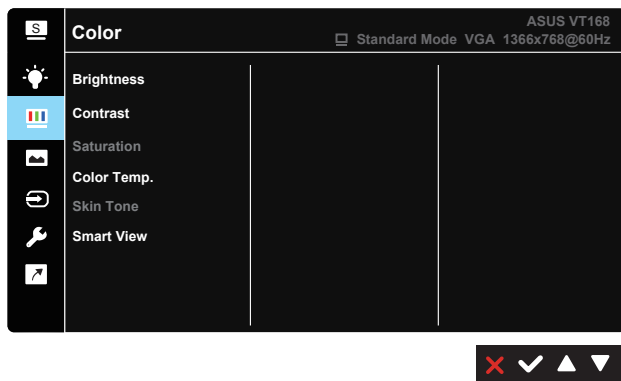 S
Color
ASUS VT168
Standard Mode VGA 1366x768@60Hz
Brightness
Contrast
Saturation
Color Temp.
Skin Tone
Smart View